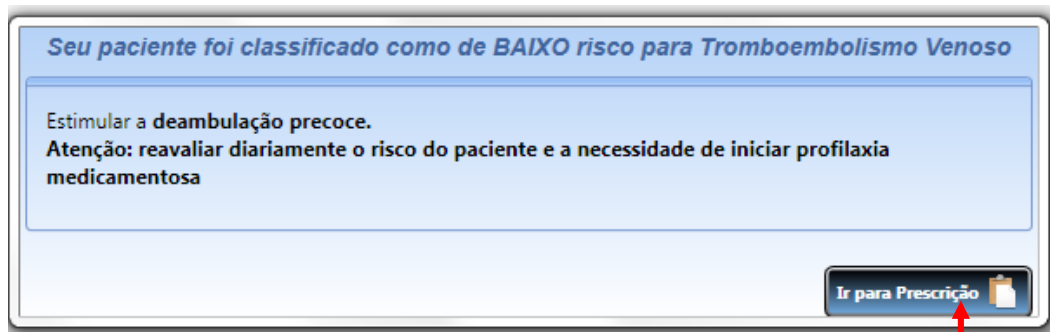 Seu paciente foi classificado como de BAIXO risco para Tromboembolismo Venoso
Estimular a deambulação precoce.
Atenção: reavaliar diariamente o risco do paciente e a necessidade de iniciar profilaxia
medicamentosa
Ir para Prescrição